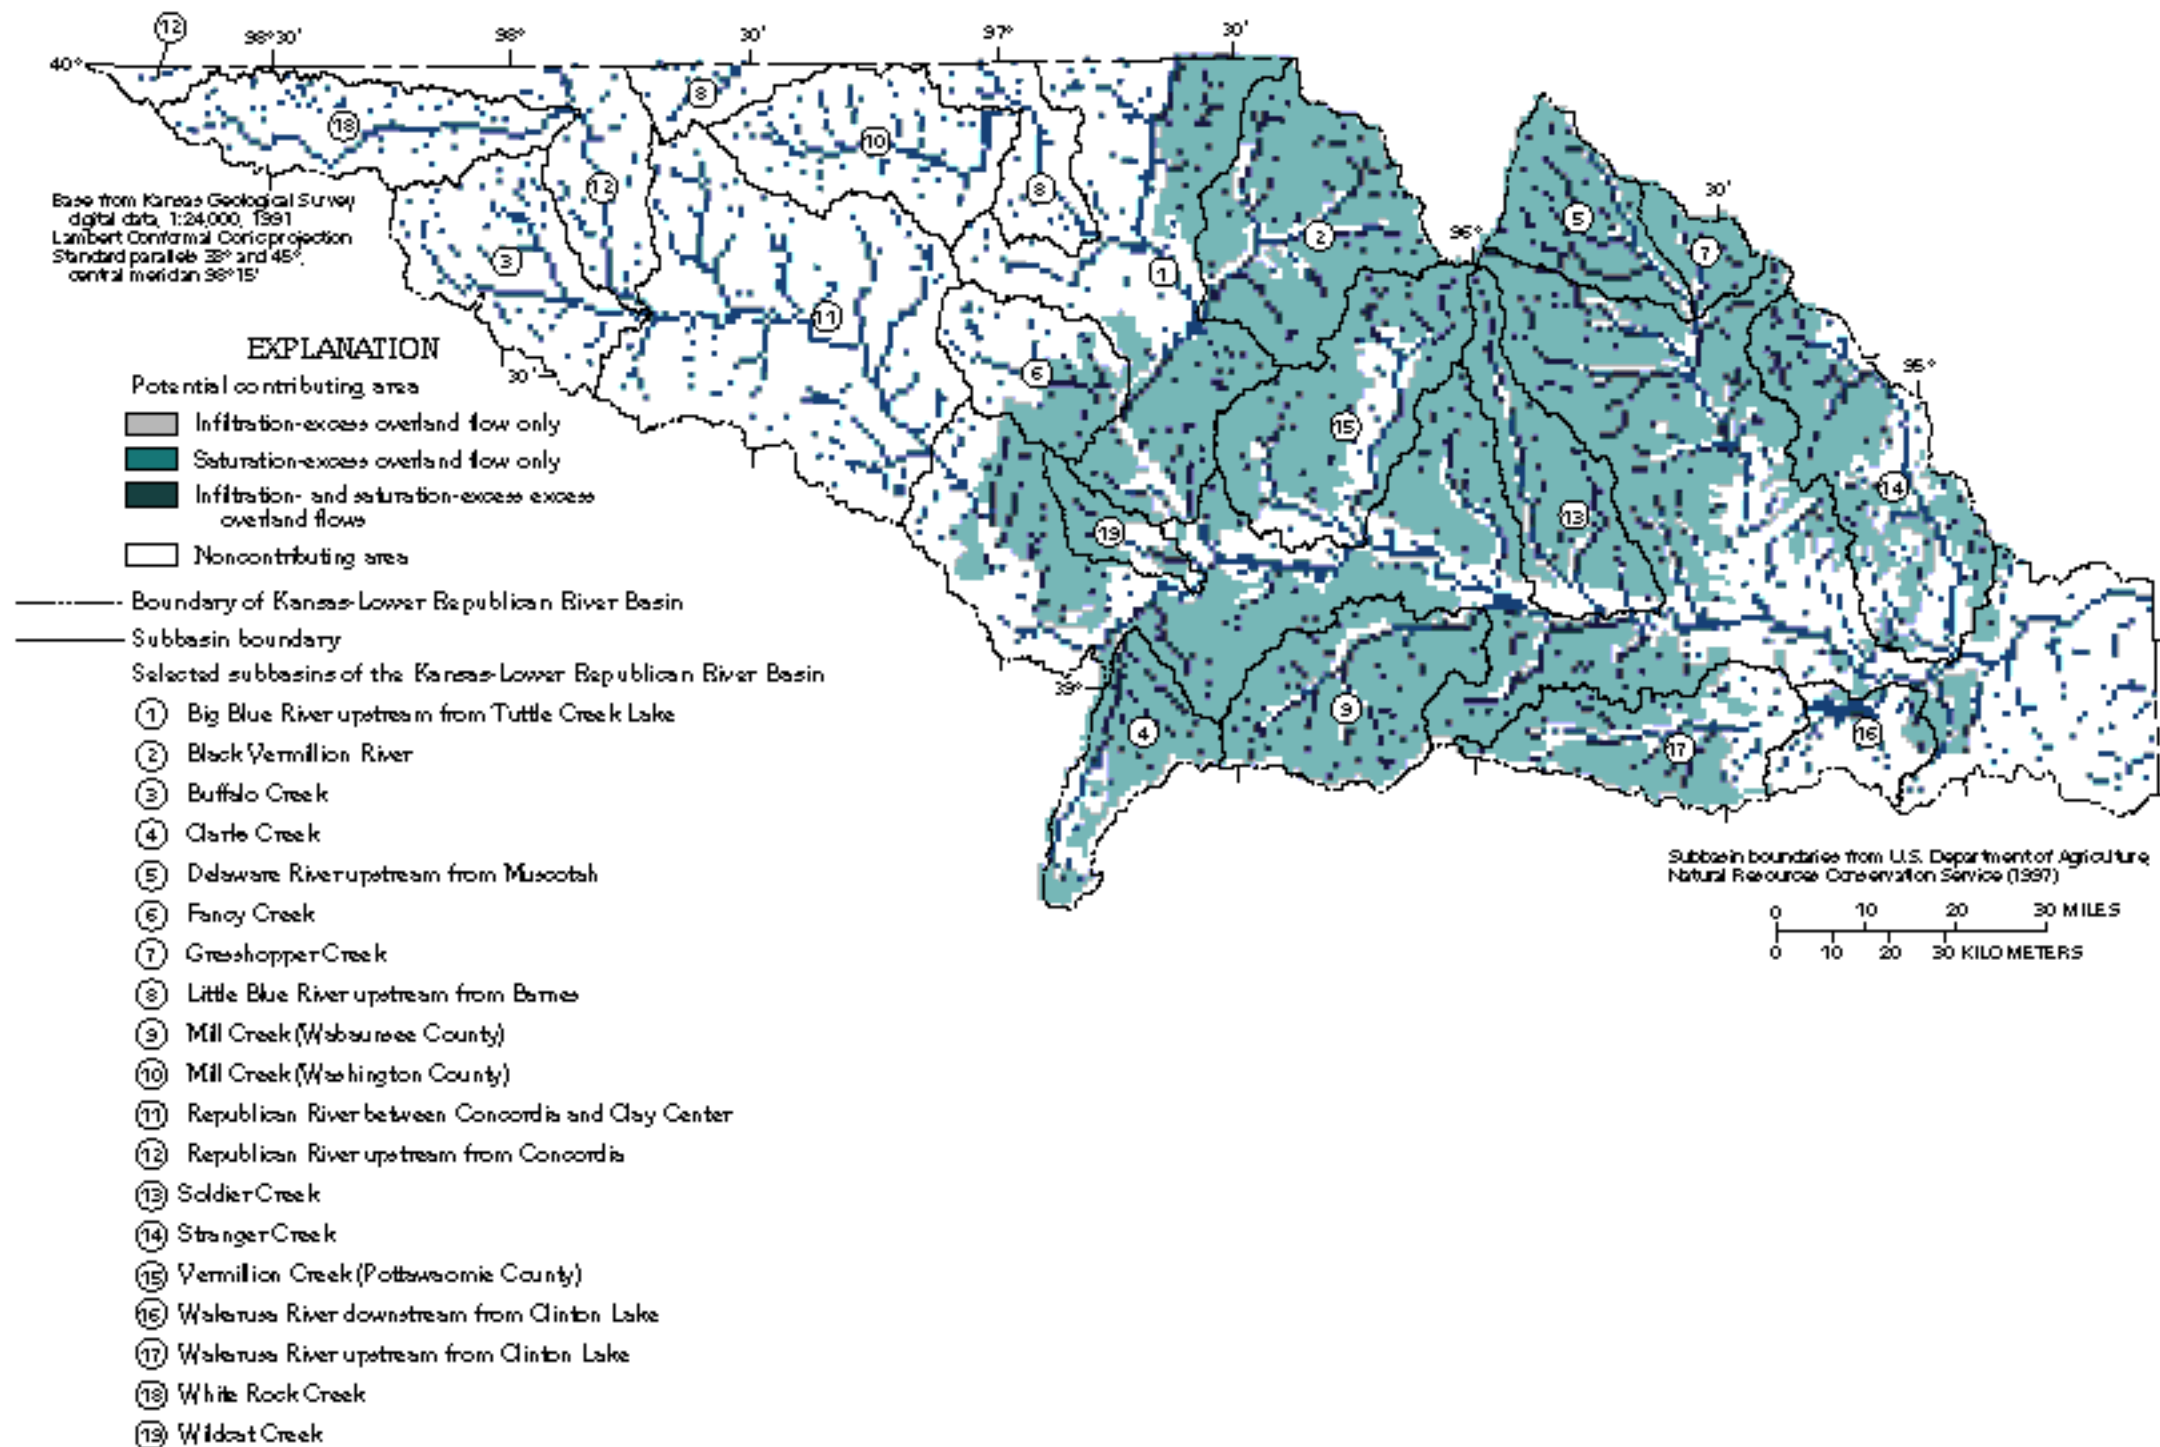 12
98°30'
98°
30'
97°
30'
40°
8
18
10
12
8
5
30'
2
96°
7
3
1
11
Base from Kansas Geological Survey
digital data, 1:24,000, 1991
Lambert Conformal Conic projection
Standard parallels 38° and 45°,
central meridian 98°15'
6
30'
95°
15
14
13
19
39°
4
9
17
16
EXPLANATION
Potential contributing area
Infiltration-excess overland flow only
Saturation-excess overland flow only
Infiltration- and saturation-excess excess
overland flows
Noncontributing area
Boundary of Kansas-Lower Republican River Basin
Subbasin boundary
Selected subbasins of the Kansas-Lower Republican River Basin
1 Big Blue River upstream from Tuttle Creek Lake
2 Black Vermillion River
3 Buffalo Creek
4 Clarks Creek
5 Delaware River upstream from Muscotah
6 Fancy Creek
7 Grasshopper Creek
8 Little Blue River upstream from Barnes
9 Mill Creek (Wabaunsee County)
10 Mill Creek (Washington County)
11 Republican River between Concordia and Clay Center
12 Republican River upstream from Concordia
13 Soldier Creek
14 Stranger Creek
15 Vermillion Creek (Pottawaomie County)
16 Wakarusa River downstream from Clinton Lake
17 Wakarusa River upstream from Clinton Lake
18 White Rock Creek
19 Wildcat Creek
Subbasin boundaries from U.S. Department of Agriculture,
Natural Resources Conservation Service (1997)
0 10 20 30 MILES
0 10 20 30 KILOMETERS